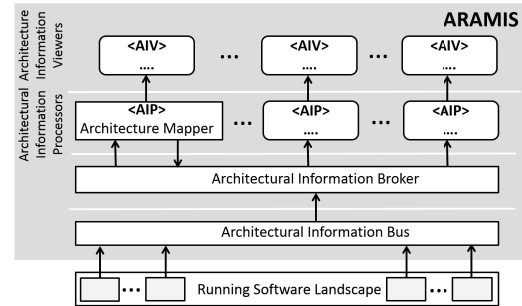 ARAMIS
Architecture
Information
Viewers
<AIV>
....
...
<AIV>
....
...
<AIV>
....
Architectural
Information
Processors
<AIP>
Architecture Mapper
...
<AIP>
....
...
<AIP>
....
Architectural Information Broker
Architectural Information Bus
... Running Software Landscape ...